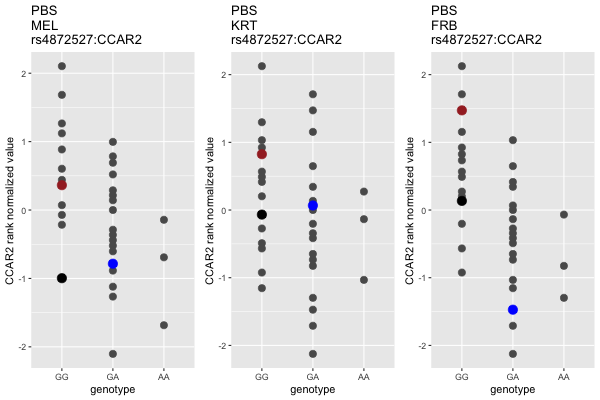 PBS
MEL
rs4872527:CCAR2
CCAR2 rank normalized value
2
1
0
-1
-2
GG GA AA
genotype
PBS
KRT
rs4872527:CCAR2
CCAR2 rank normalized value
2
1
0
-1
-2
GG GA AA
genotype
PBS
FRB
rs4872527:CCAR2
CCAR2 rank normalized value
2
1
0
-1
-2
GG GA AA
genotype